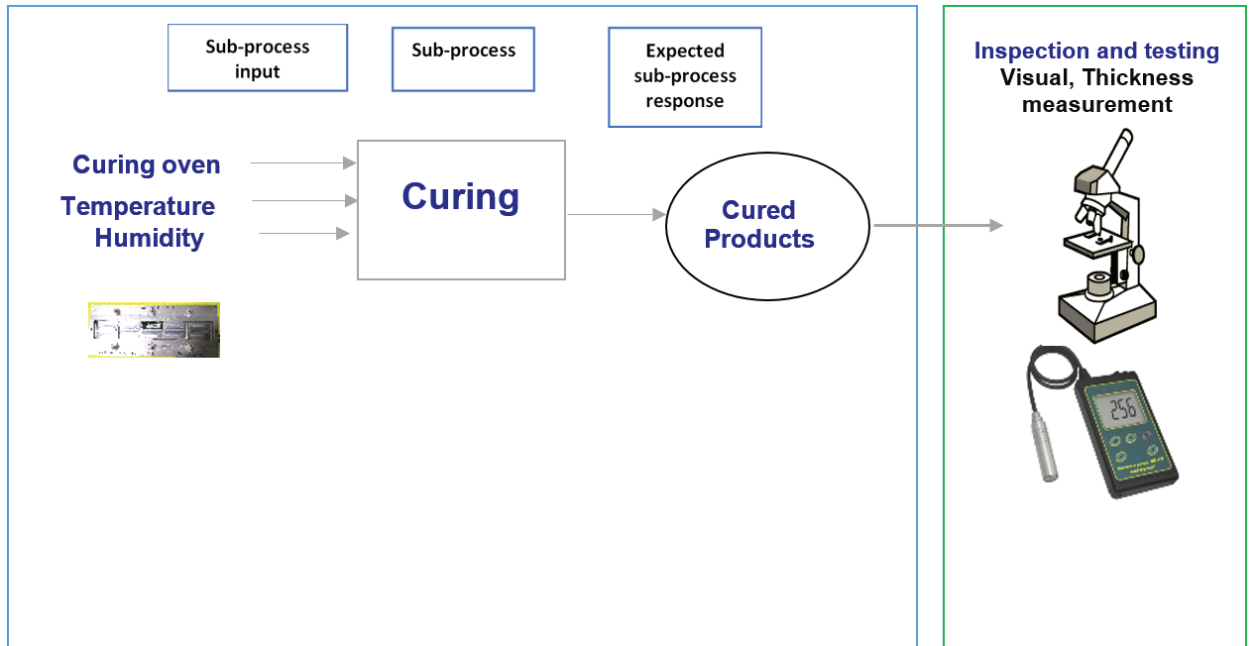 Sub-process
input
Sub-process
Expected
sub-process
response
Inspection and testing
Visual, Thickness
measurement
Curing oven
Temperature
Humidity
Curing
Cured
Products
256